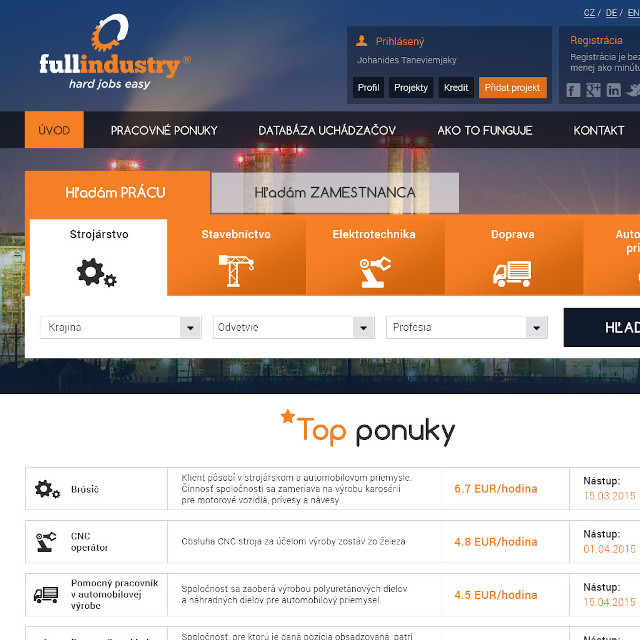 CZ / DE / EN
fullindustry®
hard jobs easy
Prihlásený
Johanides Taneviemjaky
Profil Projekty Kredit Přidat projekt
Registrácia
Registrácia je bez
menej ako minútu
ÚVOD PRACOVNÉ PONUKY DATABÁZA UCHÁDZAČOV AKO TO FUNGUJE KONTAKT
Hľadám PRÁCU Hľadám ZAMESTNANCA
Strojárstvo Stavebníctvo Elektrotechnika Doprava Auto
pri
Krajina Odvetvie Profesia HĽAD
Top ponuky
Brúsič
Klient pôsobí v strojárskom a automobilovom priemysle.
Činnosť spoločnosti sa zameriava na výrobu karosérií
pre motorové vozidlá, prívesy a návesy.
6.7 EUR/hodina
Nástup:
15.03.2015
CNC
operátor
Obsluha CNC stroja za účelom výroby zostáv zo železa
4.8 EUR/hodina
Nástup:
01.04.2015
Pomocný pracovník
v automobilovej
výrobe
Spoločnosť sa zaoberá výrobou polyuretánových dielov
a náhradných dielov pre automobilový priemysel.
4.5 EUR/hodina
Nástup:
15.04.2015
Spoločnosť, pre ktorú je daná pozícia obsadzovaná, patrí
Nástup: